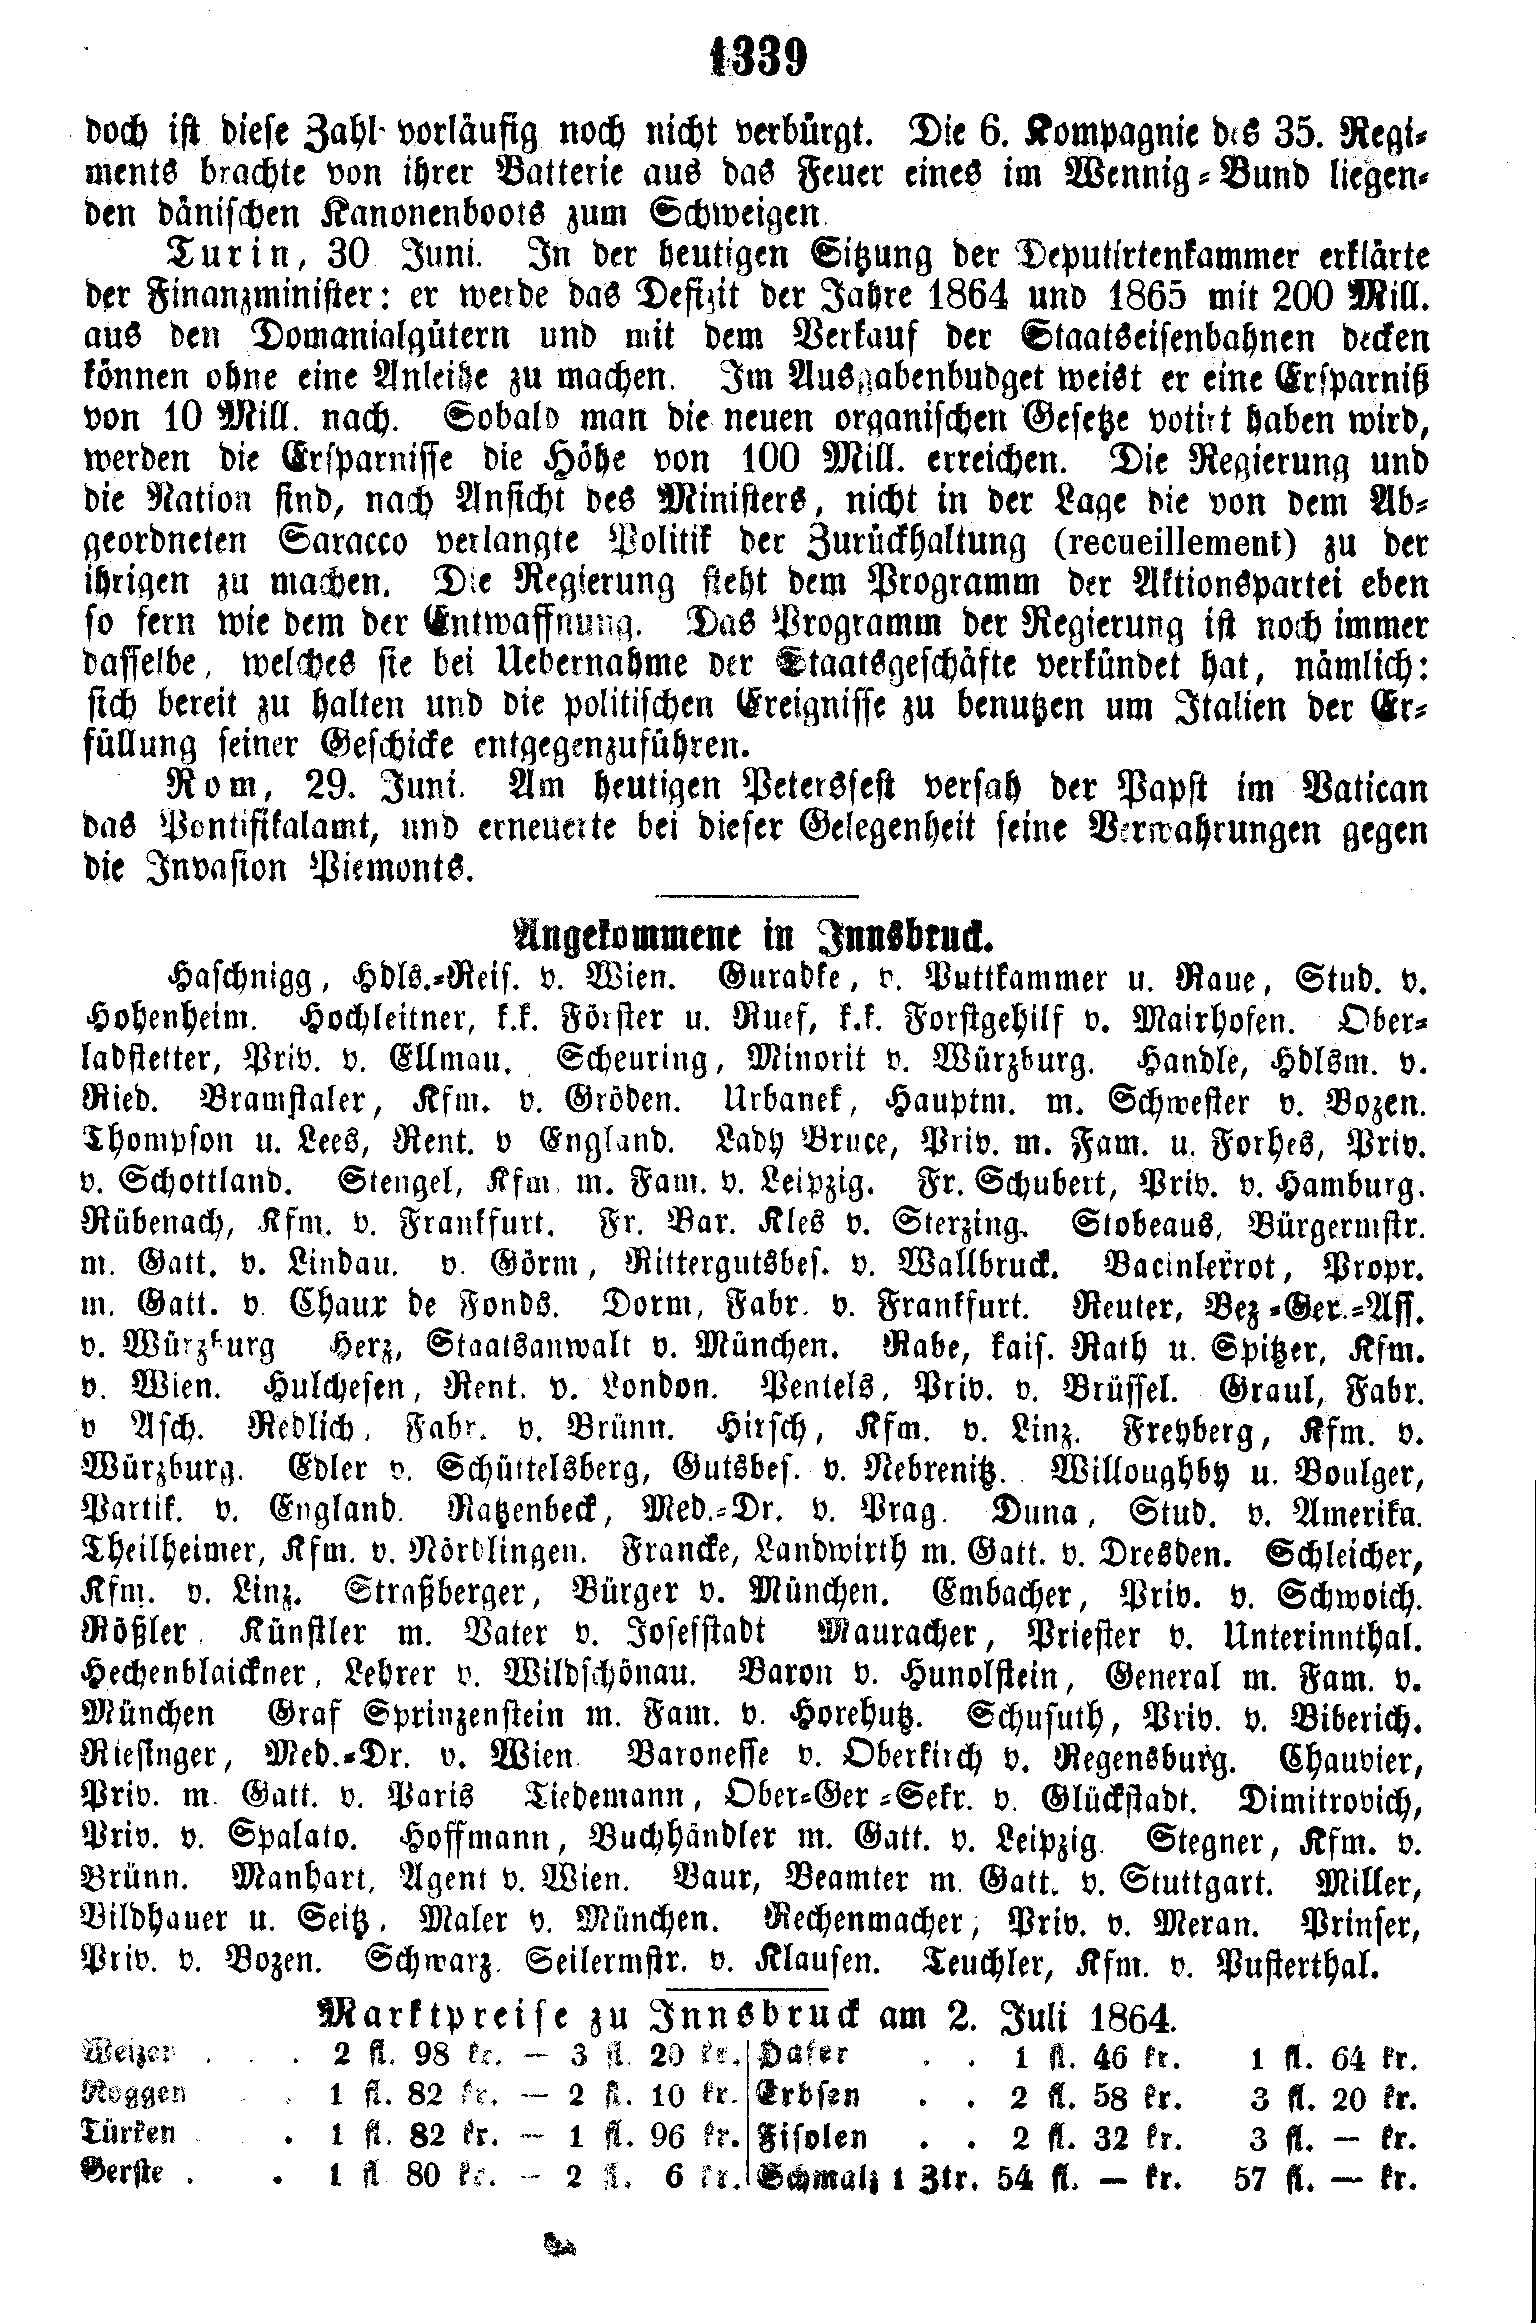 1339
doch ist diese Zahl vorläufig noch nicht verbürgt. Die 6. Kompagnie des 35. Regi-
ments brachte von ihrer Batterie aus das Feuer eines im Wennig-Bund liegen-
den dänischen Kanonenboots zum Schweigen.
Turin, 30 Juni. In der heutigen Sitzung der Deputirtenkammer erklärte
der Finanzminister: er werde das Defizit der Jahre 1864 und 1865 mit 200 Mill.
aus den Domanialgütern und mit dem Verkauf der Staatseisenbahnen decken
können ohne eine Anleihe zu machen. Im Ausgabenbudget weist er eine Ersparniß
von 10 Mill. nach. Sobald man die neuen organischen Gesetze votirt haben wird,
werden die Ersparnisse die Höhe von 100 Mill. erreichen. Die Regierung und
die Nation sind, nach Ansicht des Ministers, nicht in der Lage die von dem Ab-
geordneten Saracco verlangte Politik der Zurückhaltung (recueillement) zu der
ihrigen zu machen. Die Regierung steht dem Programm der Aktionspartei eben
so fern wie dem der Entwaffnung. Das Programm der Regierung ist noch immer
dasselbe, welches sie bei Uebernahme der Staatsgeschäfte verkündet hat, nämlich:
sich bereit zu halten und die politischen Ereignisse zu benutzen um Italien der Er-
füllung seiner Geschicke entgegenzuführen.
Rom, 29. Juni. Am heutigen Petersfest versah der Papst im Vatican
das Pontifikalamt, und erneuerte bei dieser Gelegenheit seine Verwahrungen gegen
die Invasion Piemonts.
Angekommene in Innsbruck.
Haschnigg, Hdls.-Reis. v. Wien. Guradke, v. Puttkammer u. Raue, Stud. v.
Hohenheim. Hochleitner, k.k. Förster u. Ruef, k.k. Forstgehilf v. Mairhofen. Ober-
ladstetter, Priv. v. Ellmau. Scheuring, Minorit v. Würzburg. Handle, Hdlsm. v.
Ried. Bramstaler, Kfm. v. Gröden. Urbanek, Hauptm. m. Schwester v. Bozen.
Thompson u. Lees, Rent. v England. Lady Bruce, Priv. m. Fam. u. Forhes, Priv.
v. Schottland. Stengel, Kfm. m. Fam. v. Leipzig. Fr. Schubert, Priv. v. Hamburg.
Rübenach, Kfm. v. Frankfurt. Fr. Bar. Kles v. Sterzing. Stobeaus, Bürgermstr.
m. Gatt. v. Lindau. v. Görm, Rittergutsbes. v. Wallbruck. Bacinlerrot, Propr.
m. Gatt. v. Chaux de Fonds. Dorm, Fabr. v. Frankfurt. Reuter, Bez-Ger.-Ass.
v. Würzburg Herz, Staatsanwalt v. München. Rabe, kais. Rath u. Spitzer, Kfm.
v. Wien. Hulchesen, Rent. v. London. Pentels, Priv. v. Brüssel. Graul, Fabr.
v Asch. Redlich, Fabr. v. Brünn. Hirsch, Kfm. v. Linz. Freyberg, Kfm. v.
Würzburg. Edler v. Schüttelsberg, Gutsbes. v. Nebrenitz. Willoughby u. Boulger,
Partik. v. England. Ratzenbeck, Med.-Dr. v. Prag. Duna, Stud. v. Amerika.
Theilheimer, Kfm. v. Nördlingen. Francke, Landwirth m. Gatt. v. Dresden. Schleicher,
Kfm. v. Linz. Straßberger, Bürger v. München. Embacher, Priv. v. Schwoich.
Rößler, Künstler m. Vater v. Josefstadt Mauracher, Priester v. Unterinnthal.
Hechenblaickner, Lehrer v. Wildschönau. Baron v. Hunolstein, General m. Fam. v.
München Graf Sprinzenstein m. Fam. v. Horehutz. Schufuth, Priv. v. Biberich.
Riesinger, Med.-Dr. v. Wien. Baronesse v. Oberkirch v. Regensburg. Chauvier,
Priv. m. Gatt. v. Paris Tiedemann, Ober-Ger-Sekr. v. Glückstadt. Dimitrovich,
Priv. v. Spalato. Hoffmann, Buchhändler m. Gatt. v. Leipzig. Stegner, Kfm. v.
Brünn. Manhart, Agent v. Wien. Baur, Beamter m. Gatt. v. Stuttgart. Miller,
Bildhauer u. Seitz, Maler v. München. Rechenmacher, Priv. v. Meran. Prinser,
Priv. v. Bozen. Schwarz, Seilermstr. v. Klausen. Teuchler, Kfm. v. Pusterthal.
Marktpreise zu Innsbruck am 2. Juli 1864.
Weizen . . . 2 fl. 98 kr. — 3 fl. 20 kr. Hafer . . 1 fl. 46 kr. 1 fl. 64 kr.
Roggen . 1 fl. 82 kr. — 2 fl. 10 kr. Erbsen . . 2 fl. 58 kr. 3 fl. 20 kr.
Türken . 1 fl. 82 kr. — 1 fl. 96 kr. Fisolen . . 2 fl. 32 kr. 3 fl. — kr.
Gerste . . 1 fl 80 kr. — 2 fl. 6 kr. Schmalz 1 Ztr. 54 fl. — kr. 57 fl. — kr.